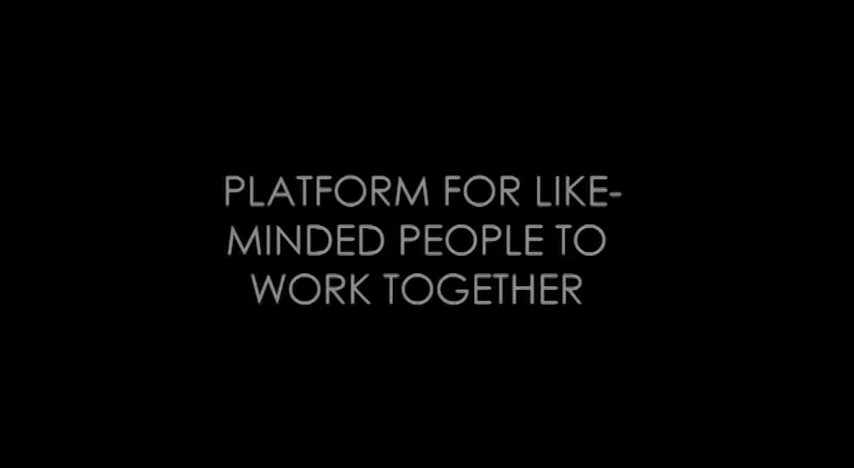 PLATFORM FOR LIKE-
MINDED PEOPLE TO
WORK TOGETHER